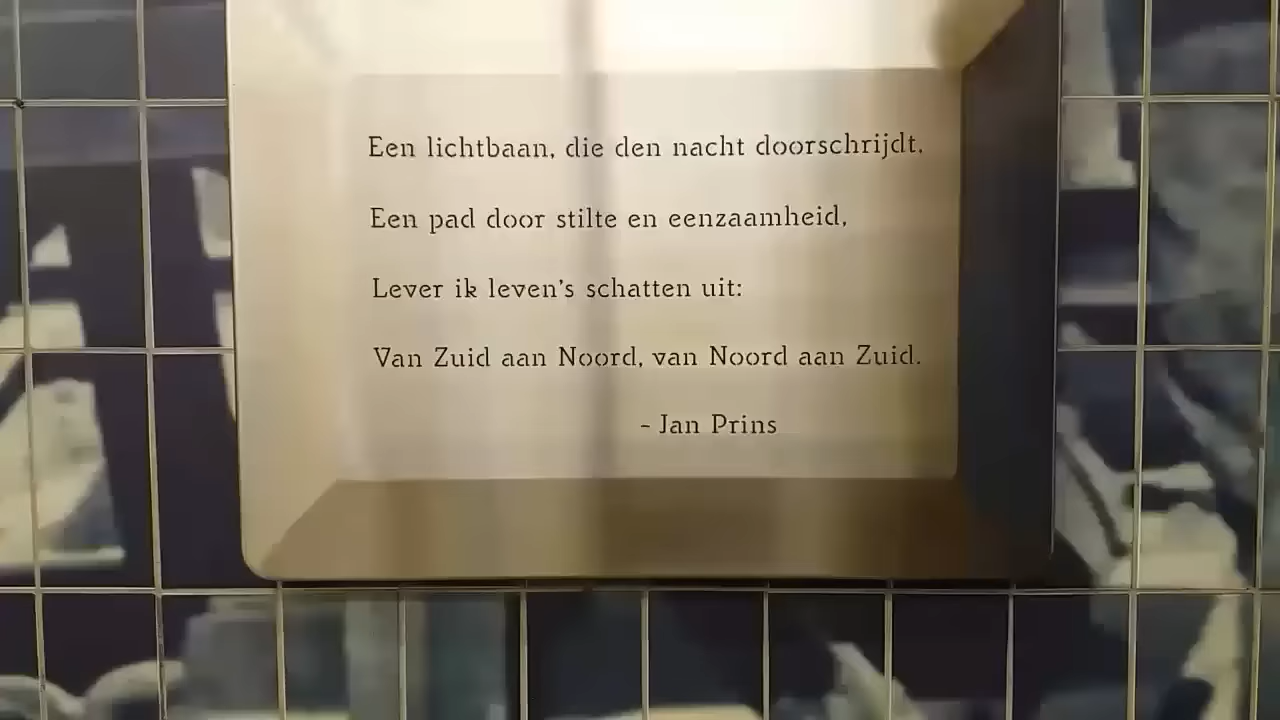 Een lichtbaan, die den nacht doorschrijdt,
Een pad door stilte en eenzaamheid,
Lever ik leven's schatten uit:
Van Zuid aan Noord, van Noord aan Zuid.
- Jan Prins